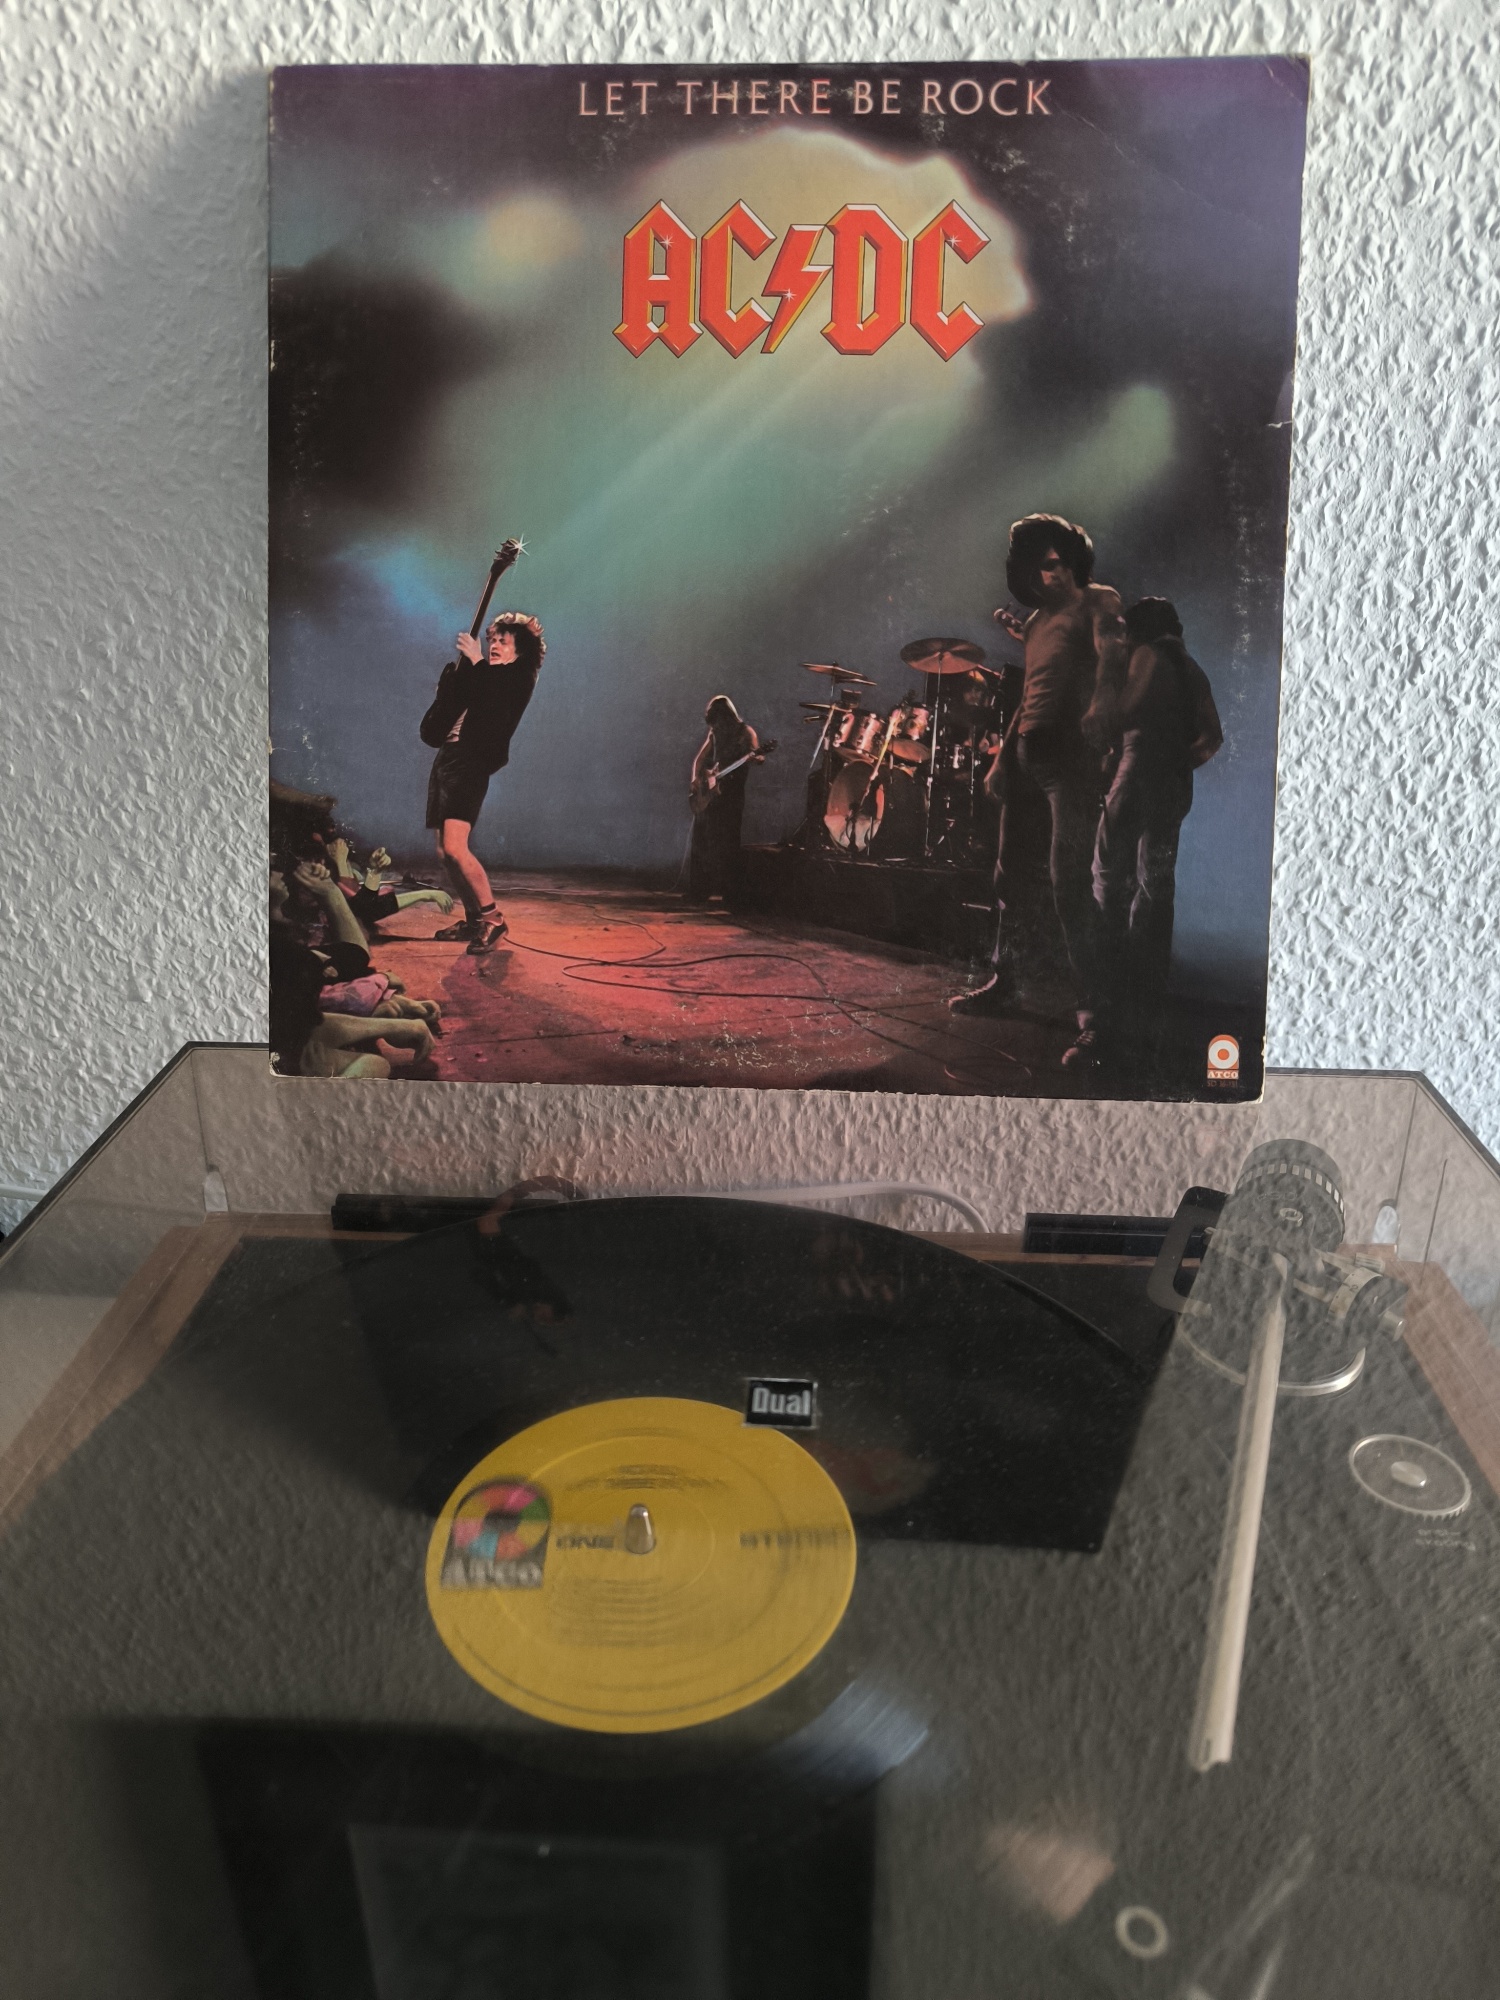 LET THERE BE ROCK
AC⚡DC
ATCO
Dual
ATCO
ONE
STEREO